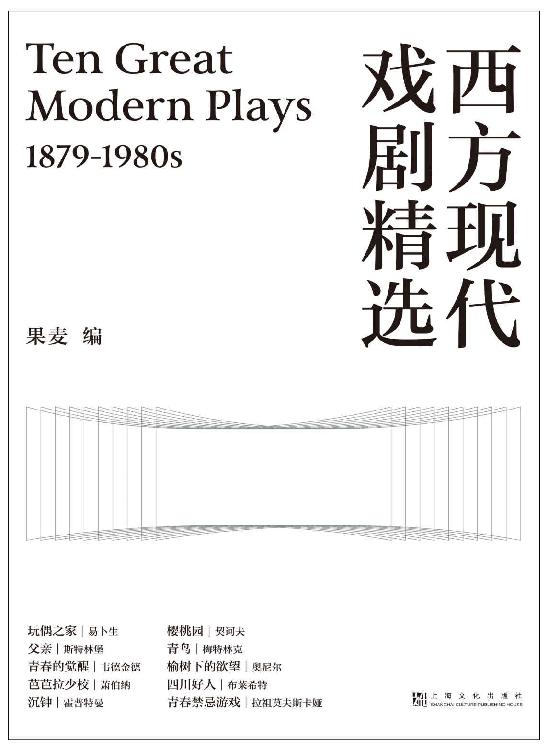 Ten Great
Modern Plays
1879-1980s
西方现代
戏剧精选
果麦 编
玩偶之家 | 易卜生
父亲 | 斯特林堡
青春的觉醒 | 韦德金德
芭芭拉少校 | 萧伯纳
沉钟 | 霍普特曼
樱桃园 | 契诃夫
青鸟 | 梅特林克
榆树下的欲望 | 奥尼尔
四川好人 | 布莱希特
青春禁忌游戏 | 拉祖莫夫斯卡娅
上海文化出版社
SHANGHAI CULTURE PUBLISHING HOUSE